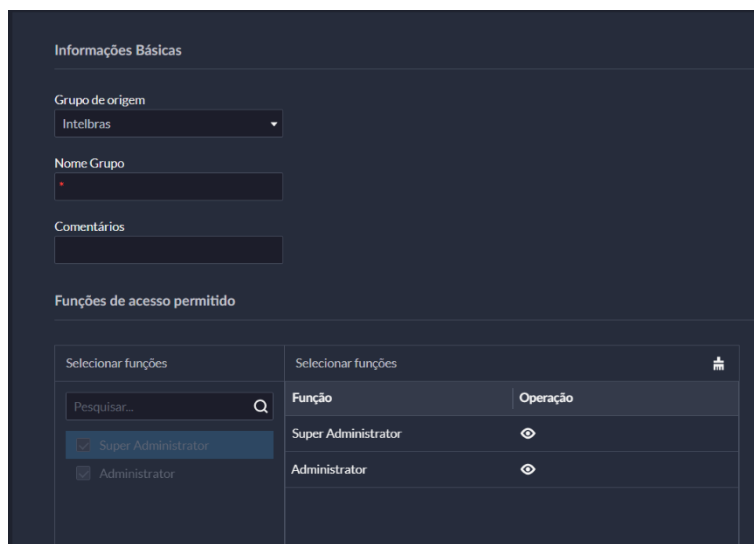 Informações Básicas
Grupo de origem
Intelbras
Nome Grupo
*
Comentários
Funções de acesso permitido
Selecionar funções
Selecionar funções
Pesquisar...
Função
Operação
Super Administrator
Super Administrator
Administrator
Administrator